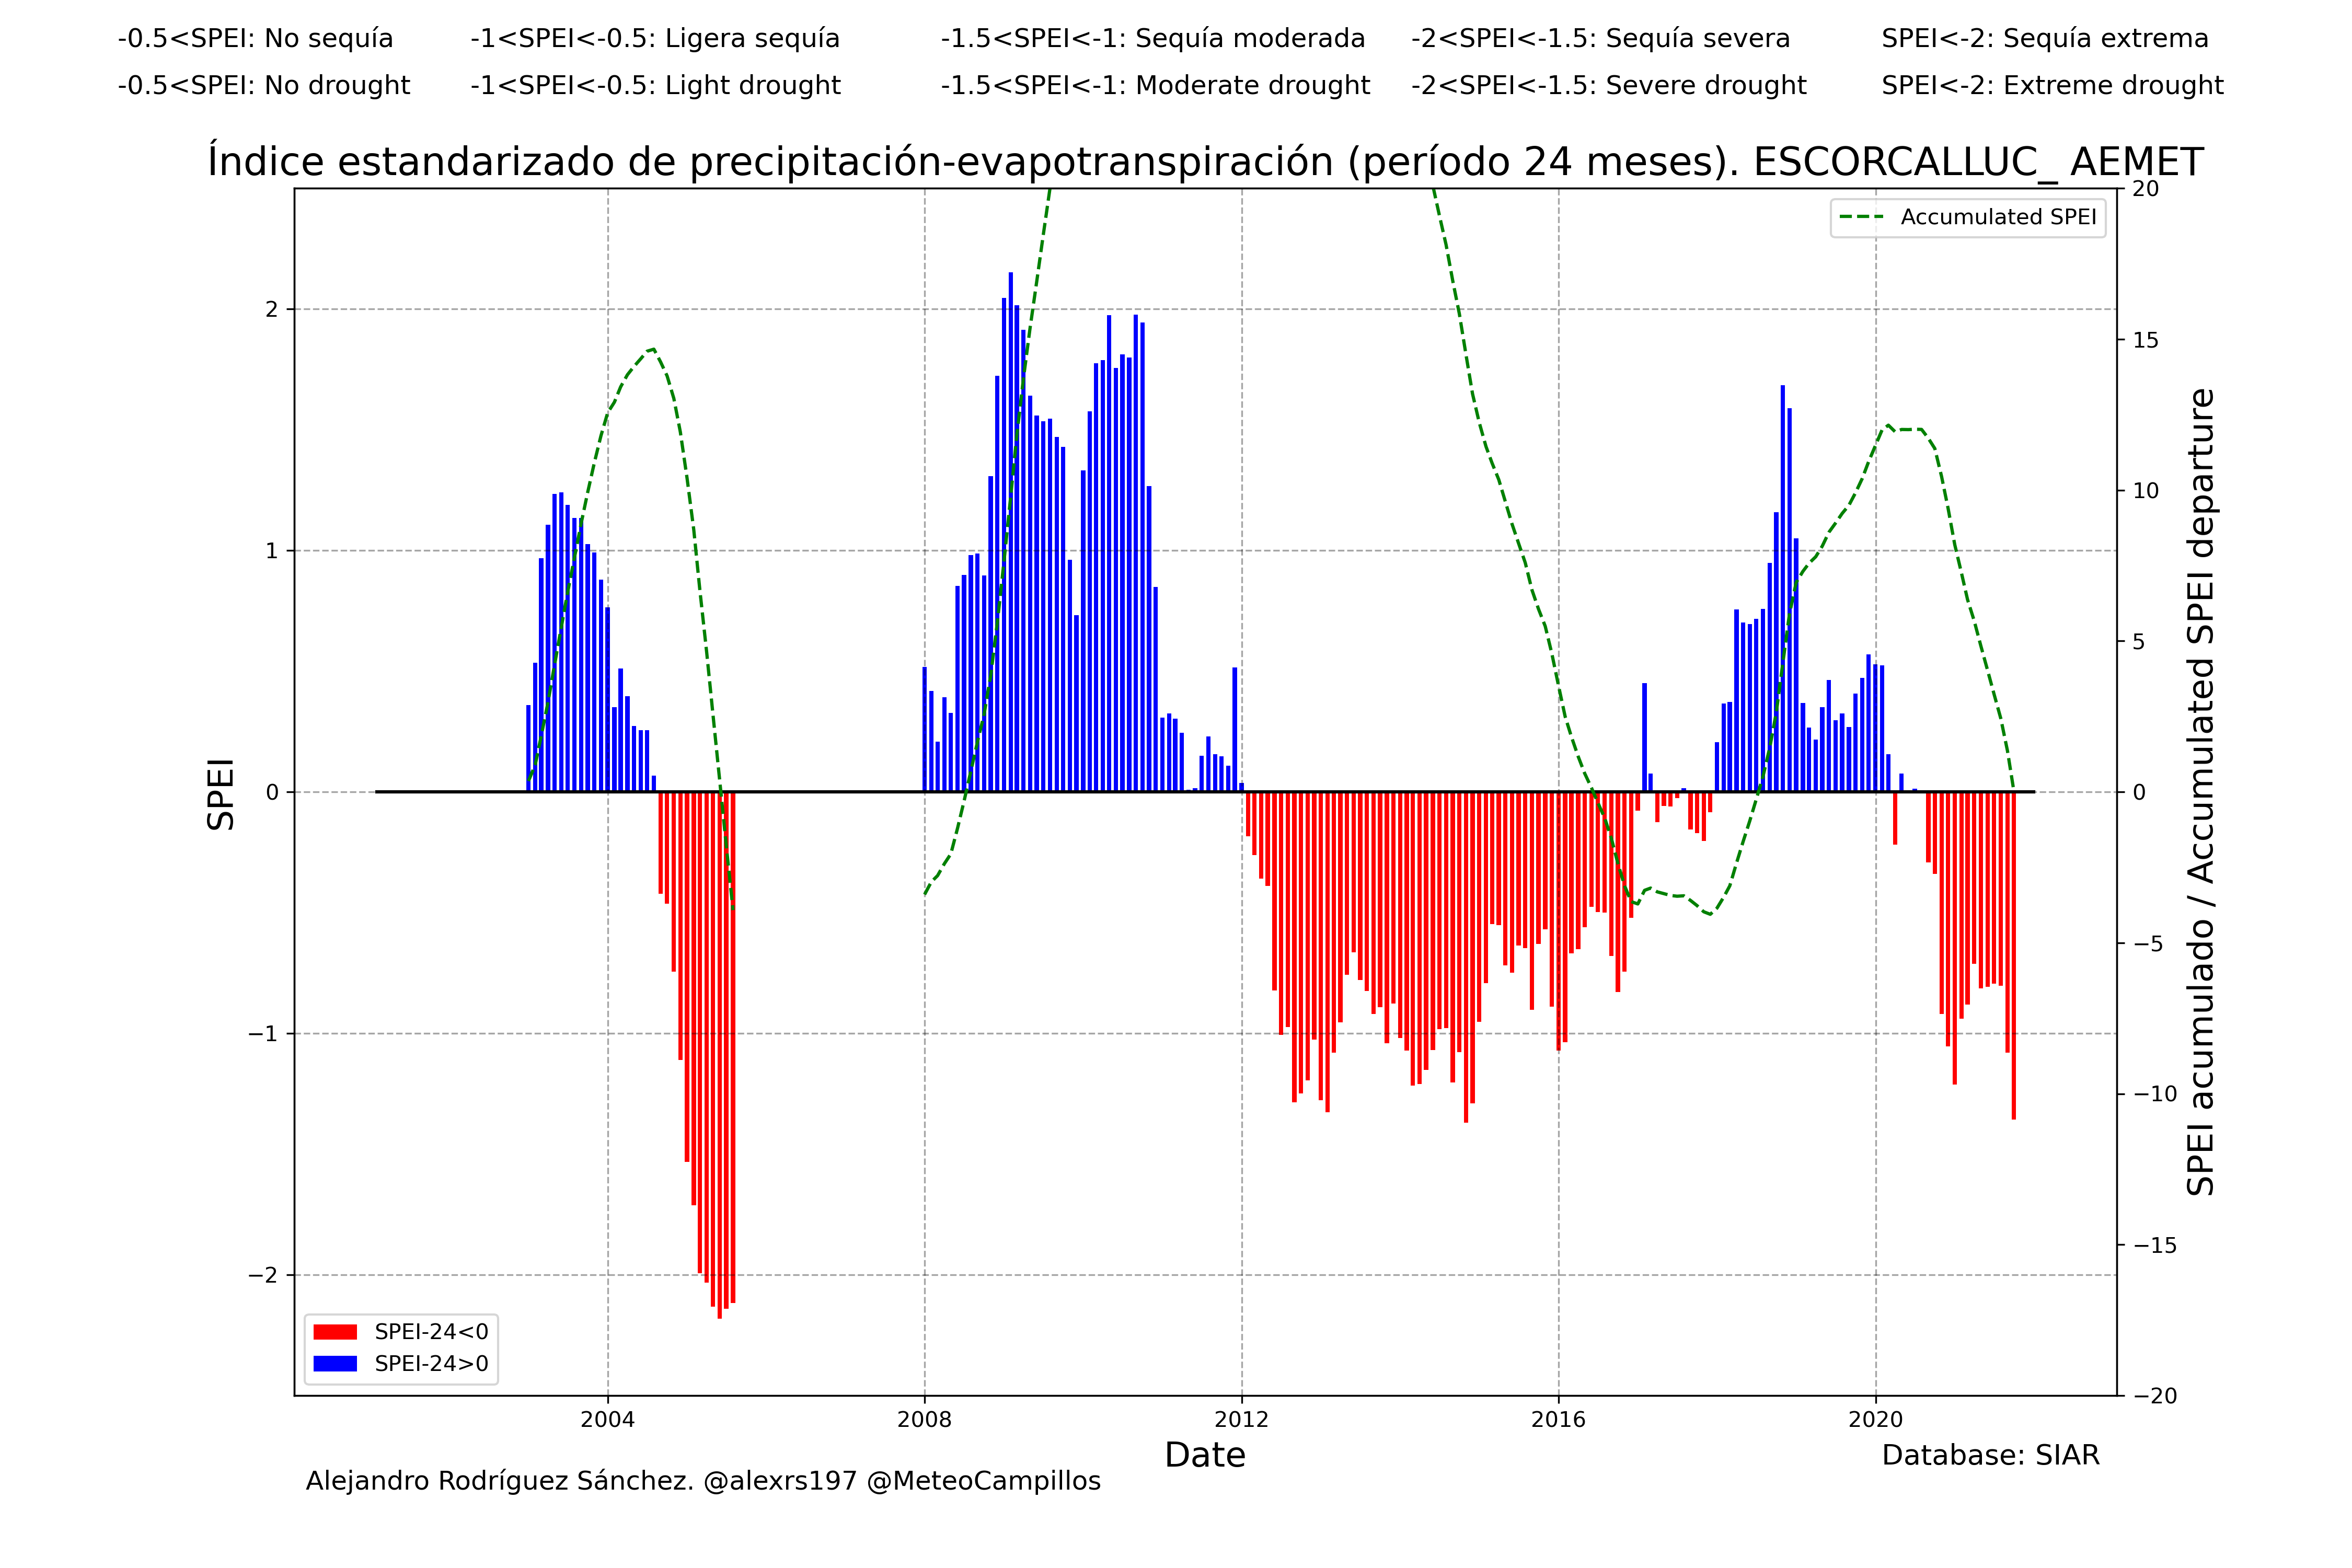 -0.5<SPEI: No sequía -1<SPEI<-0.5: Ligera sequía -1.5<SPEI<-1: Sequía moderada -2<SPEI<-1.5: Sequía severa SPEI<-2: Sequía extrema
-0.5<SPEI: No drought -1<SPEI<-0.5: Light drought -1.5<SPEI<-1: Moderate drought -2<SPEI<-1.5: Severe drought SPEI<-2: Extreme drought
Índice estandarizado de precipitación-evapotranspiración (período 24 meses). ESCORCALLUC_ AEMET
Accumulated SPEI
2
1
0
−1
−2
SPEI
20
15
10
5
0
−5
−10
−15
−20
SPEI acumulado / Accumulated SPEI departure
SPEI-24<0
SPEI-24>0
2004 2008 2012 2016 2020
Date
Database: SIAR
Alejandro Rodríguez Sánchez. @alexrs197 @MeteoCampillos